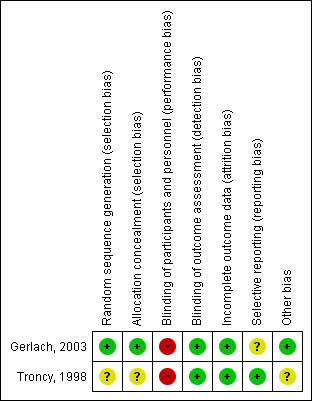 Random sequence generation (selection bias)
Allocation concealment (selection bias)
Blinding of participants and personnel (performance bias)
Blinding of outcome assessment (detection bias)
Incomplete outcome data (attrition bias)
Selective reporting (reporting bias)
Other bias
Gerlach, 2003 + + - + + ? +
Troncy, 1998 ? ? - + + + ?